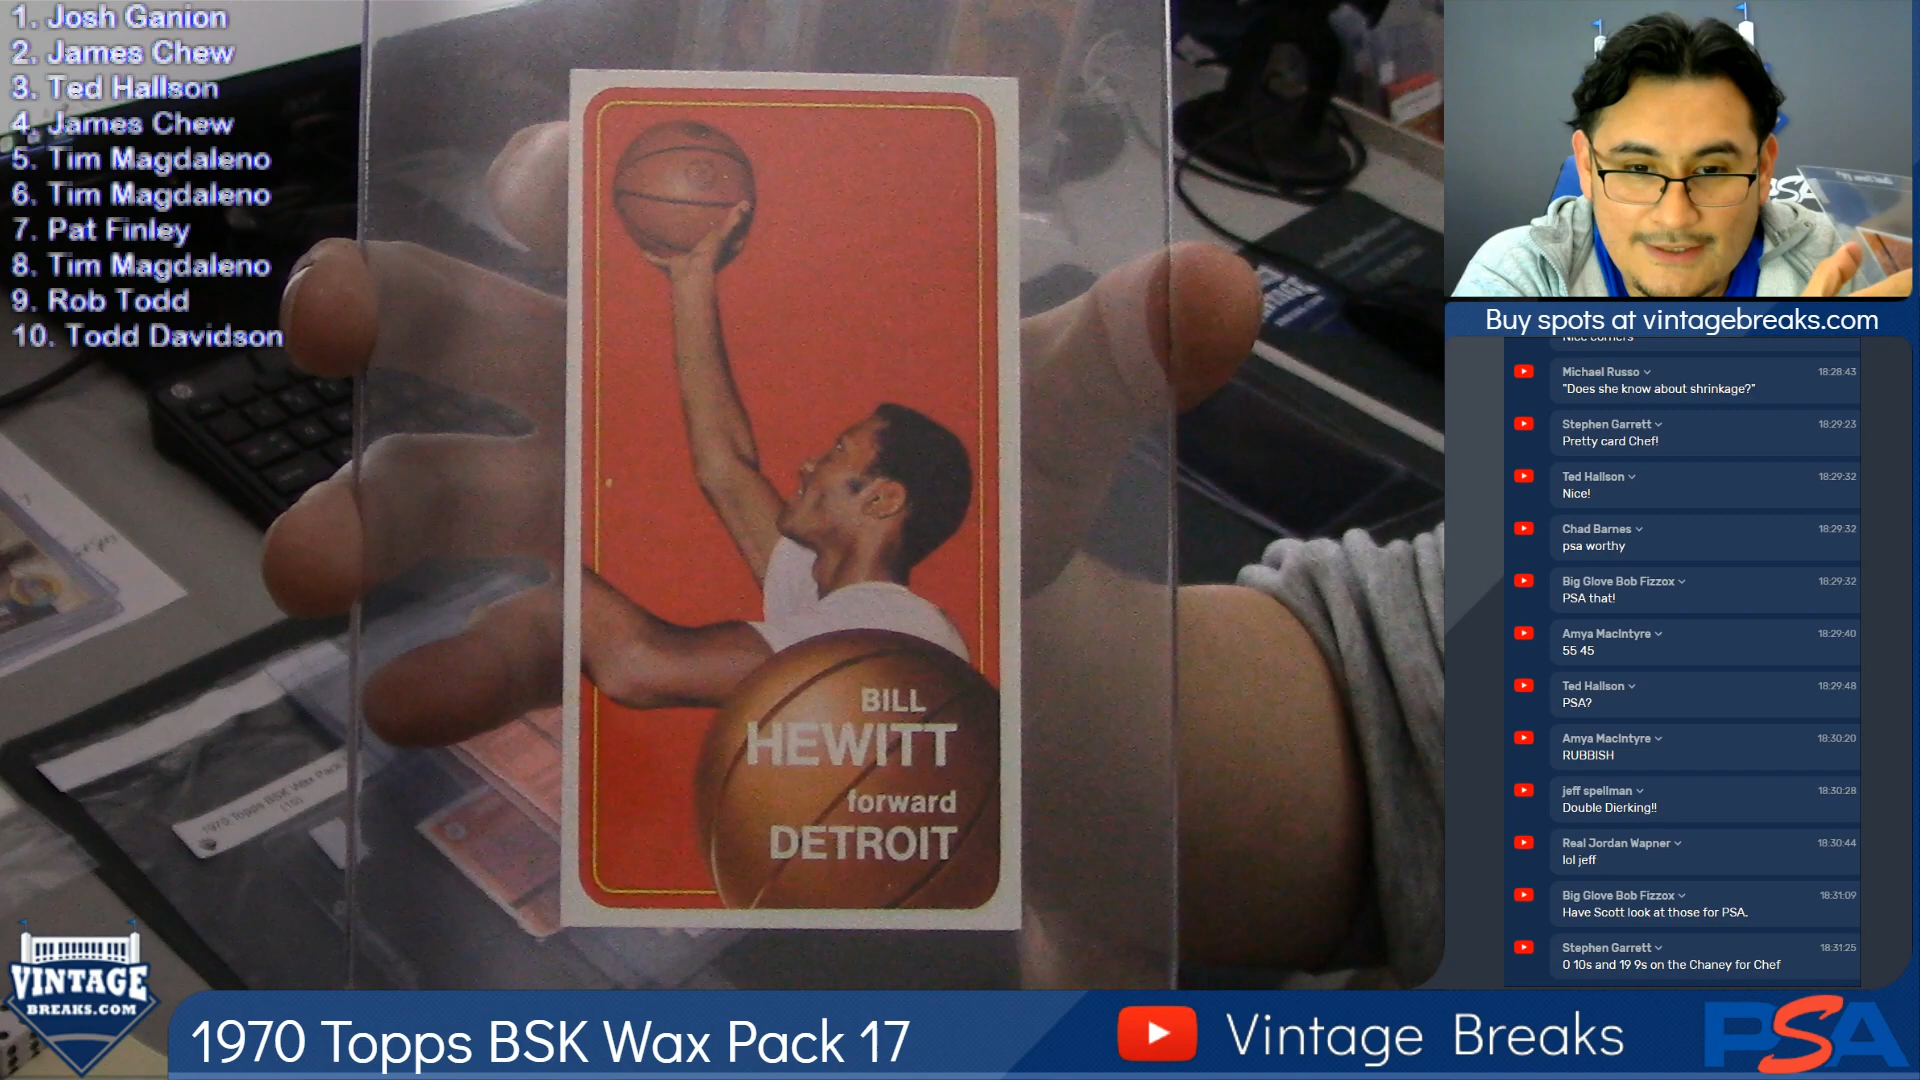 1. Josh Ganion
2. James Chew
3. Ted Hallson
4. James Chew
5. Tim Magdaleno
6. Tim Magdaleno
7. Pat Finley
8. Tim Magdaleno
9. Rob Todd
10. Todd Davidson
BILL
HEWITT
forward
DETROIT
1970 Topps BSK Wax Pack
(10)
Buy spots at vintagebreaks.com
Nice corners
Michael Russo 18:28:43
"Does she know about shrinkage?"
Stephen Garrett 18:29:23
Pretty card Chef!
Ted Hallson 18:29:32
Nice!
Chad Barnes 18:29:32
psa worthy
Big Glove Bob Fizzox 18:29:32
PSA that!
Amya MacIntyre 18:29:40
55 45
Ted Hallson 18:29:48
PSA?
Amya MacIntyre 18:30:20
RUBBISH
jeff spellman 18:30:28
Double Dierking!!
Real Jordan Wapner 18:30:44
lol jeff
Big Glove Bob Fizzox 18:31:09
Have Scott look at those for PSA.
Stephen Garrett 18:31:25
0 10s and 19 9s on the Chaney for Chef
VINTAGE
BREAKS.COM
1970 Topps BSK Wax Pack 17
Vintage Breaks
PSA